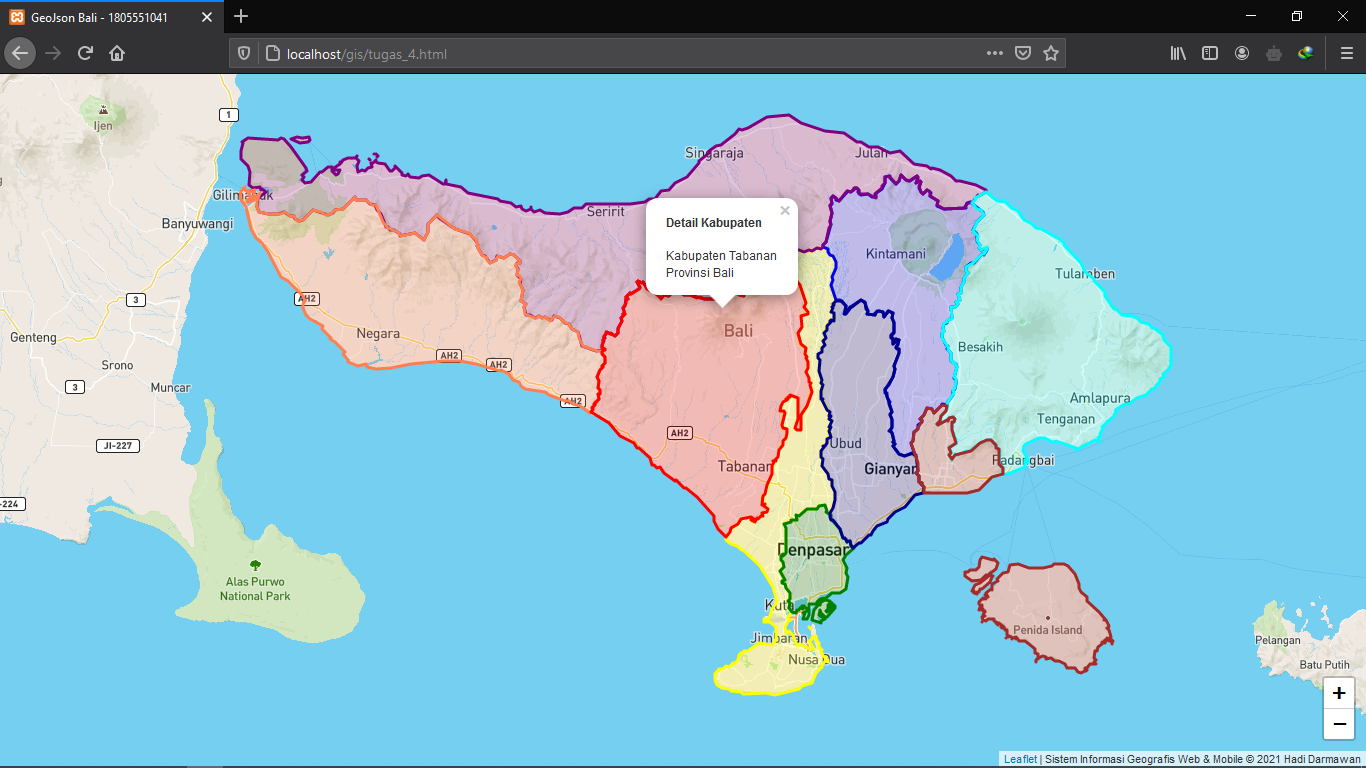 GeoJson Bali - 1805551041
localhost/gis/tugas_4.html
Ijen
1
Singaraja
Julah
Gilimanuk
Banyuwangi
Seririt
Detail Kabupaten
×
Kabupaten Tabanan
Provinsi Bali
Kintamani
Tulamben
3
AH2
Genteng
Negara
Bali
Srono
AH2
AH2
Besakih
3
Muncar
AH2
Amlapura
Tenganan
JI-227
AH2
Ubud
Tabanan
Gianyar
Padangbai
-224
Denpasar
Alas Purwo
National Park
Kuta
Penida Island
Jimbaran
Nusa Dua
Pelangan
Batu Putih
+
−
Leaflet | Sistem Informasi Geografis Web & Mobile © 2021 Hadi Darmawan